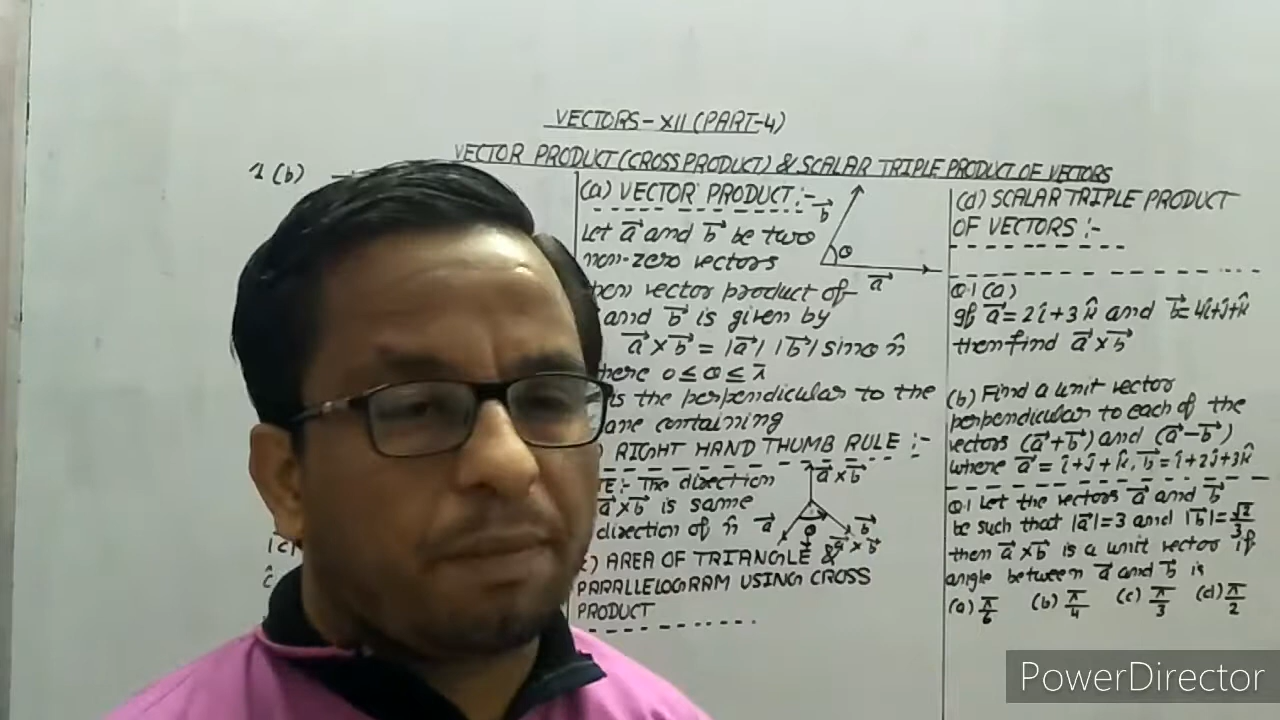 VECTORS-XII (PART-4)
VECTOR PRODUCT (CROSS PRODUCT) & SCALAR TRIPLE PRODUCT OF VECTORS
1 (b)
|c|
ĉ
(a) VECTOR PRODUCT :-
Let a⃗ and b⃗ be two
non-zero vectors
hen vector product of
and b⃗ is given by
a⃗ × b⃗ = |a⃗| |b⃗| sinθ n̂
here 0 ≤ θ ≤ π
is the perpendicular to the
ane containing
) RIGHT HAND THUMB RULE :-
TE:- The direction
a⃗ × b⃗ is same
direction of n̂
) AREA OF TRIANGLE &
PARALLELOGRAM USING CROSS
PRODUCT
b⃗
θ
a⃗
a⃗ × b⃗
a⃗
b⃗
θ
a⃗ × b⃗
(d) SCALAR TRIPLE PRODUCT
OF VECTORS :-
Q.1 (a)
If a⃗ = 2î + 3k̂ and b⃗ = 4î+ĵ+k̂
then find a⃗ × b⃗
(b) Find a unit vector
perpendicular to each of the
vectors (a⃗ + b⃗) and (a⃗ - b⃗)
where a⃗ = î + ĵ + k̂, b⃗ = î + 2ĵ + 3k̂
Q.1 Let the vectors a⃗ and b⃗
be such that |a⃗| = 3 and |b⃗| = √2/3
then a⃗ × b⃗ is a unit vector if
angle between a⃗ and b⃗ is
(a) π/6 (b) π/4 (c) π/3 (d) π/2
PowerDirector